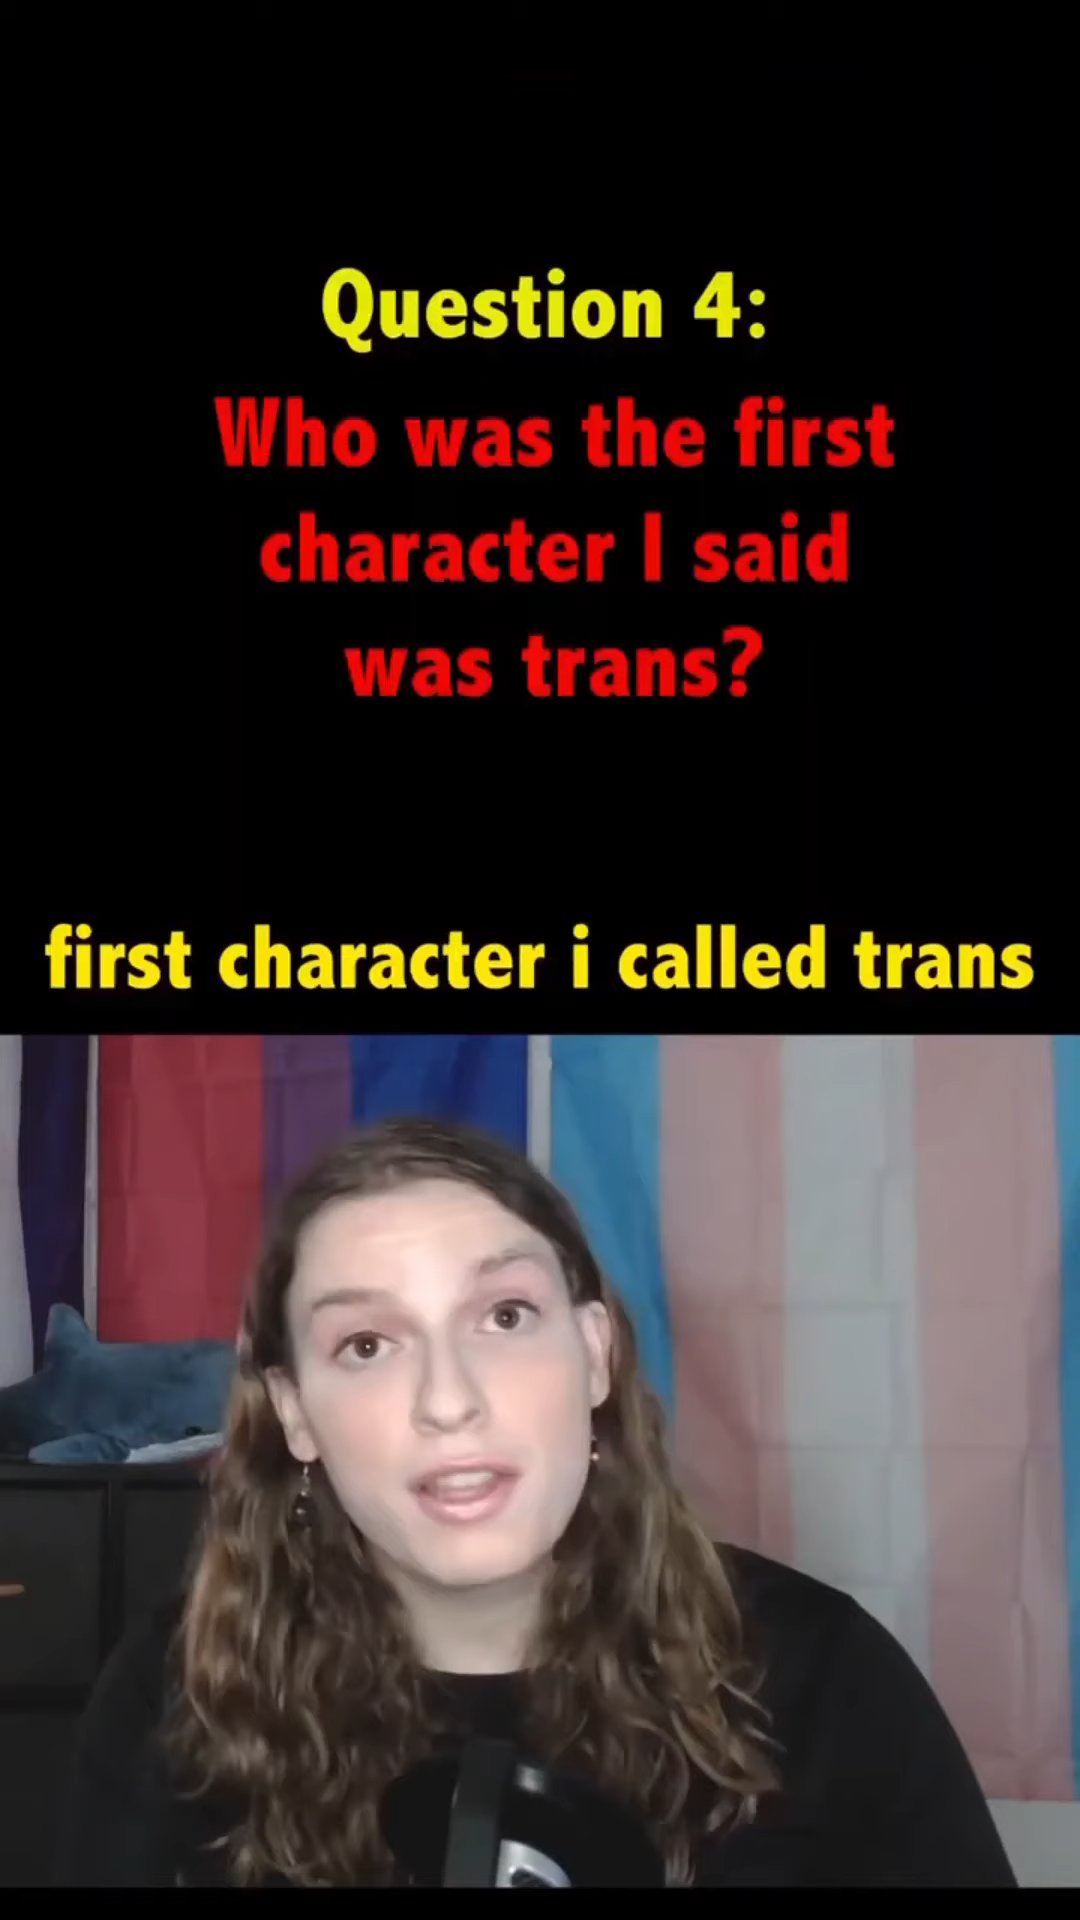 Question 4:
Who was the first
character I said
was trans?
first character i called trans